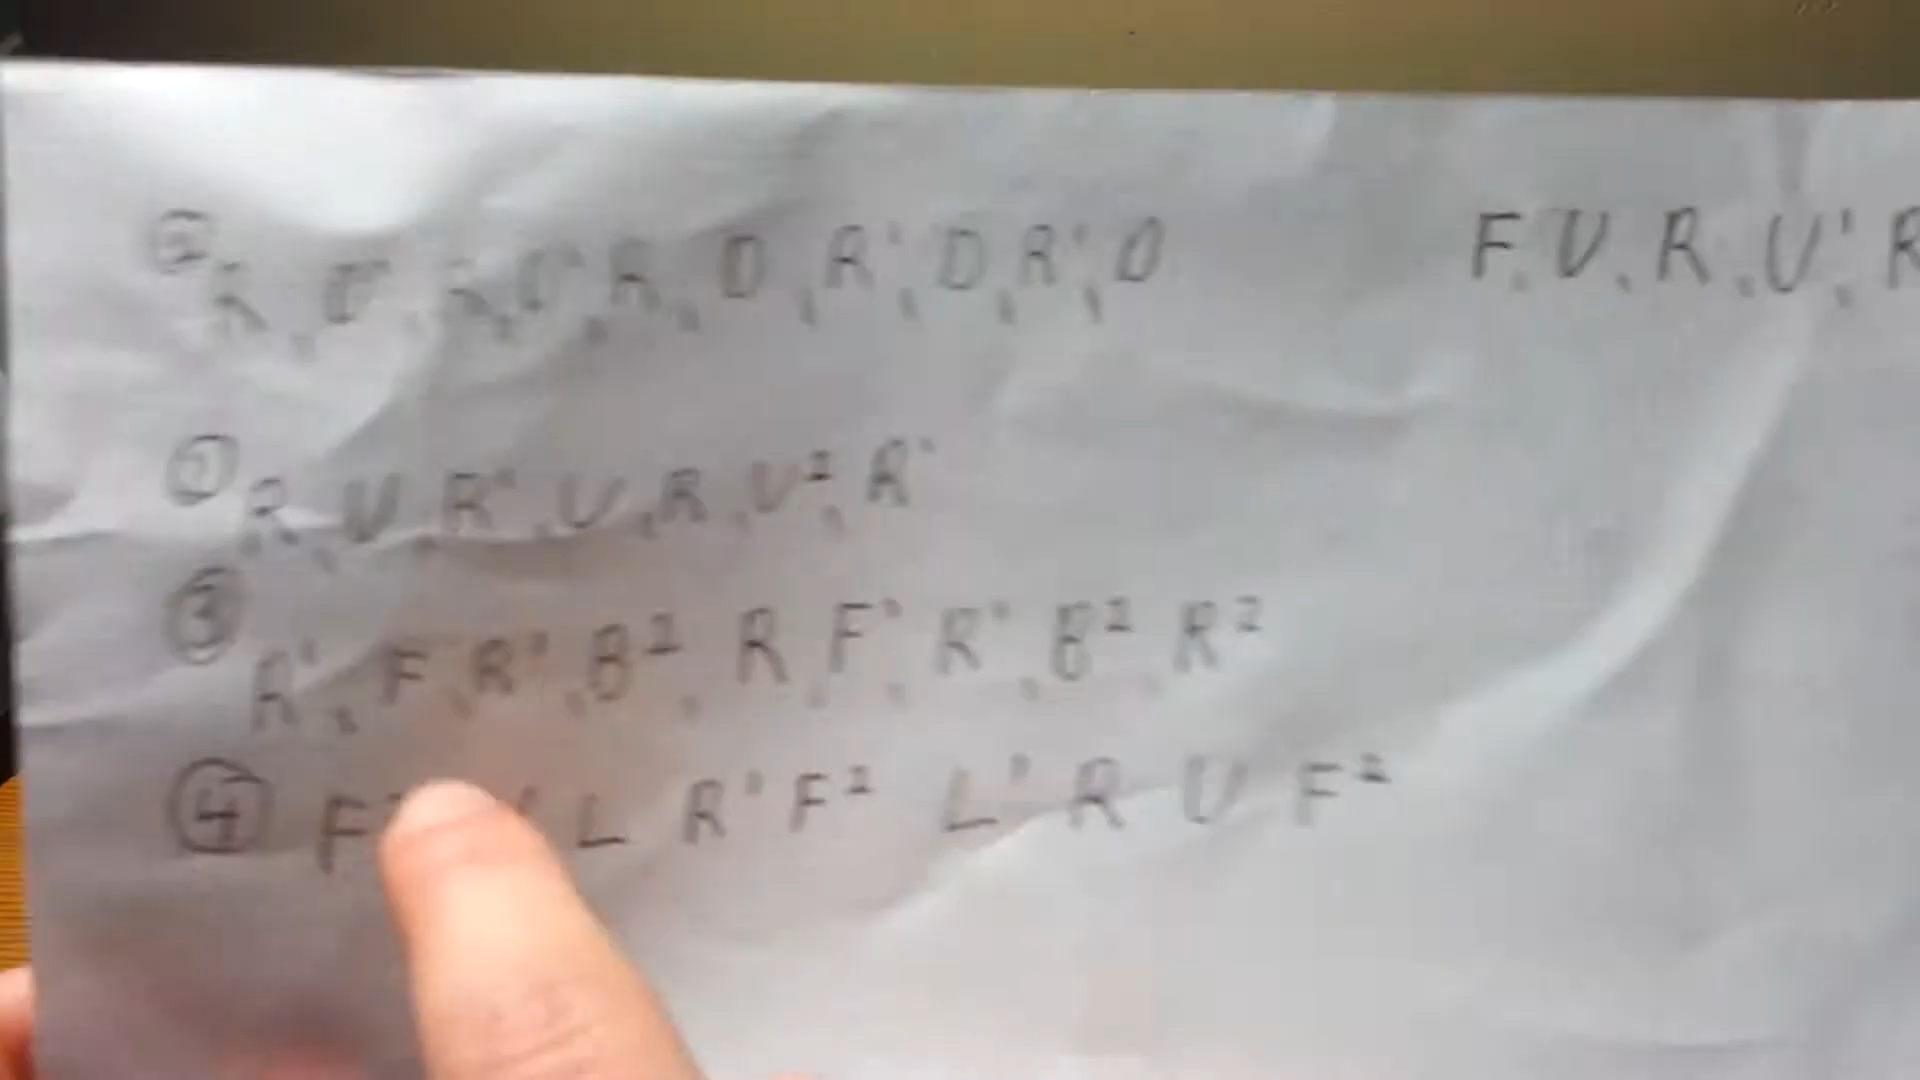 ② R, U', R, U', R, D, R', D, R', D
F, U, R, U', R
① R, U, R', U, R, U², R'
③ R', F, R', B², R, F', R', B², R²
④ F L R' F² L' R U F²